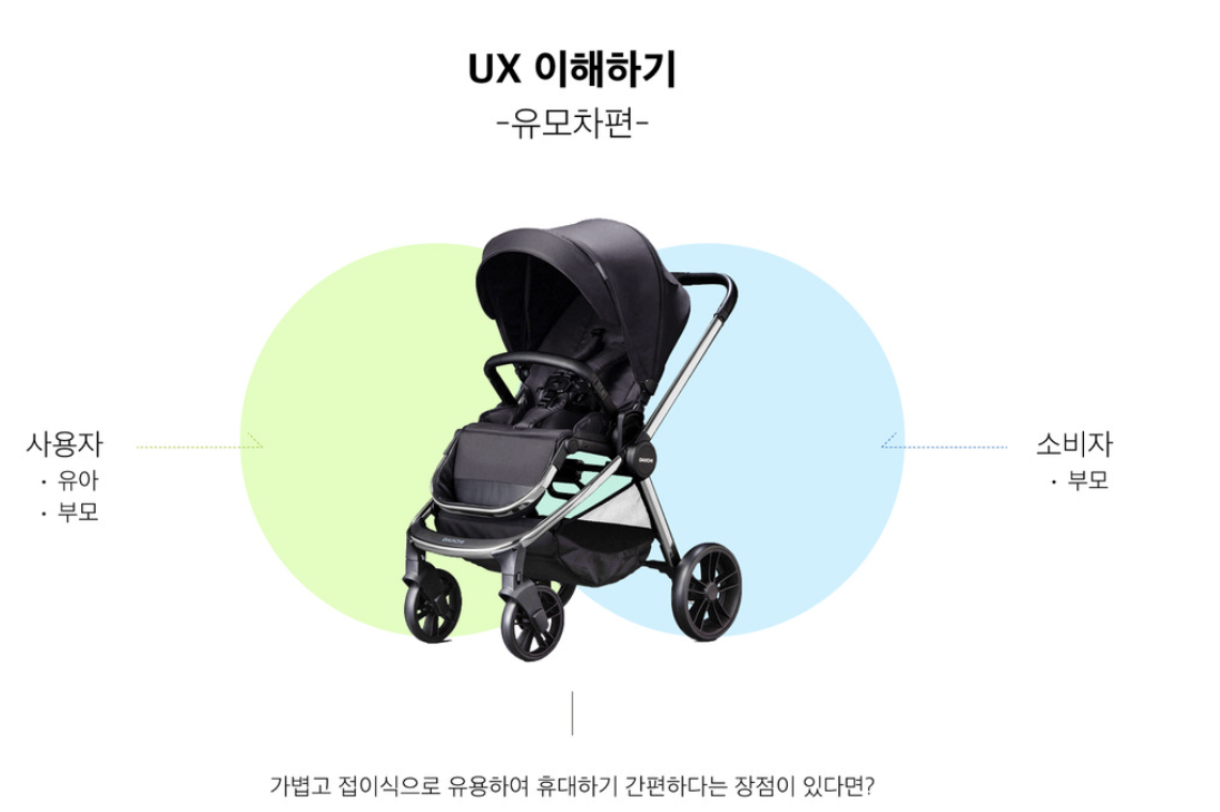 UX 이해하기
-유모차편-
사용자
· 유아
· 부모
소비자
· 부모
가볍고 접이식으로 유용하여 휴대하기 간편하다는 장점이 있다면?